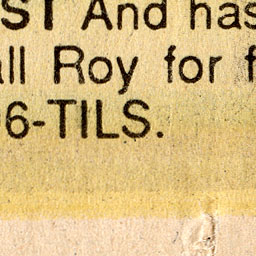 ST And has
all Roy for f
6-TILS.